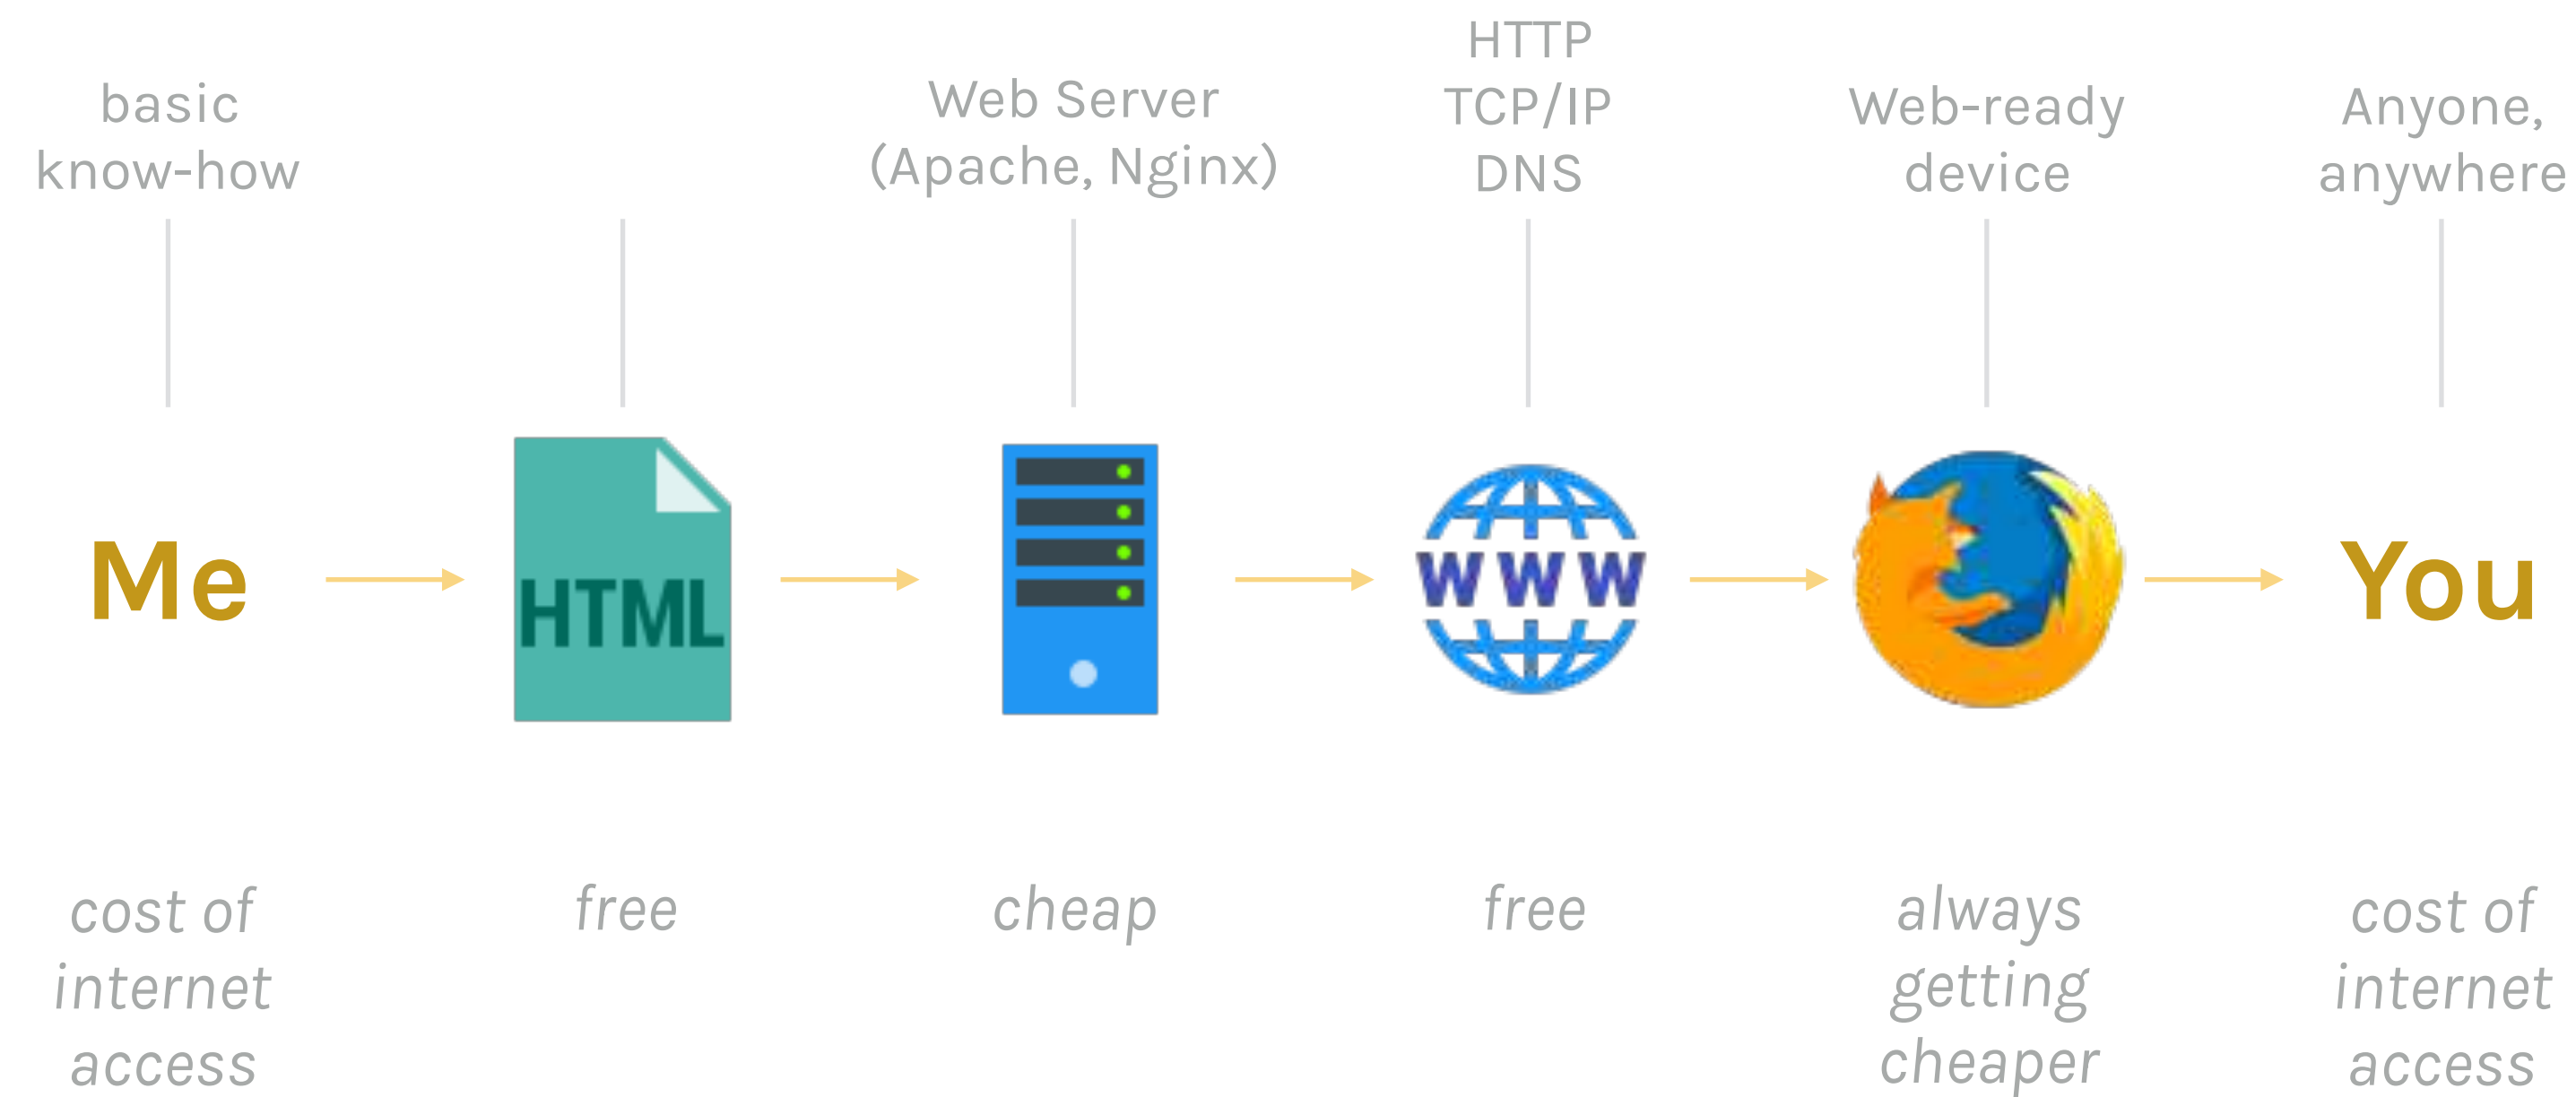 basic
know-how
Web Server
(Apache, Nginx)
HTTP
TCP/IP
DNS
Web-ready
device
Anyone,
anywhere
Me
HTML
WWW
You
cost of
internet
access
free
cheap
free
always
getting
cheaper
cost of
internet
access